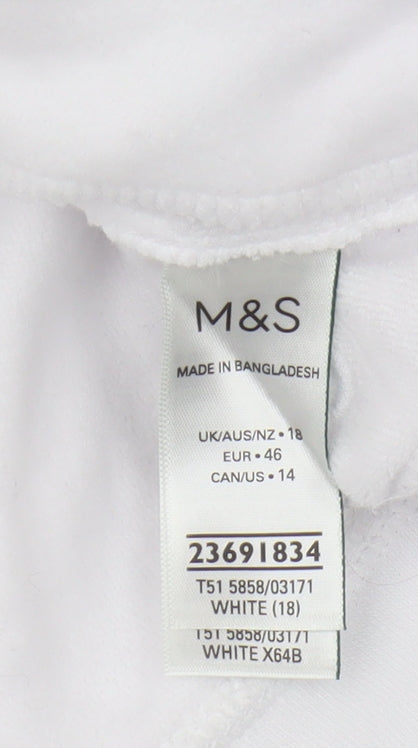 M&S
MADE IN BANGLADESH
UK/AUS/NZ • 18
EUR • 46
CAN/US • 14
23691834
T51 5858/03171
WHITE (18)
T51 5858/03171
WHITE X64B